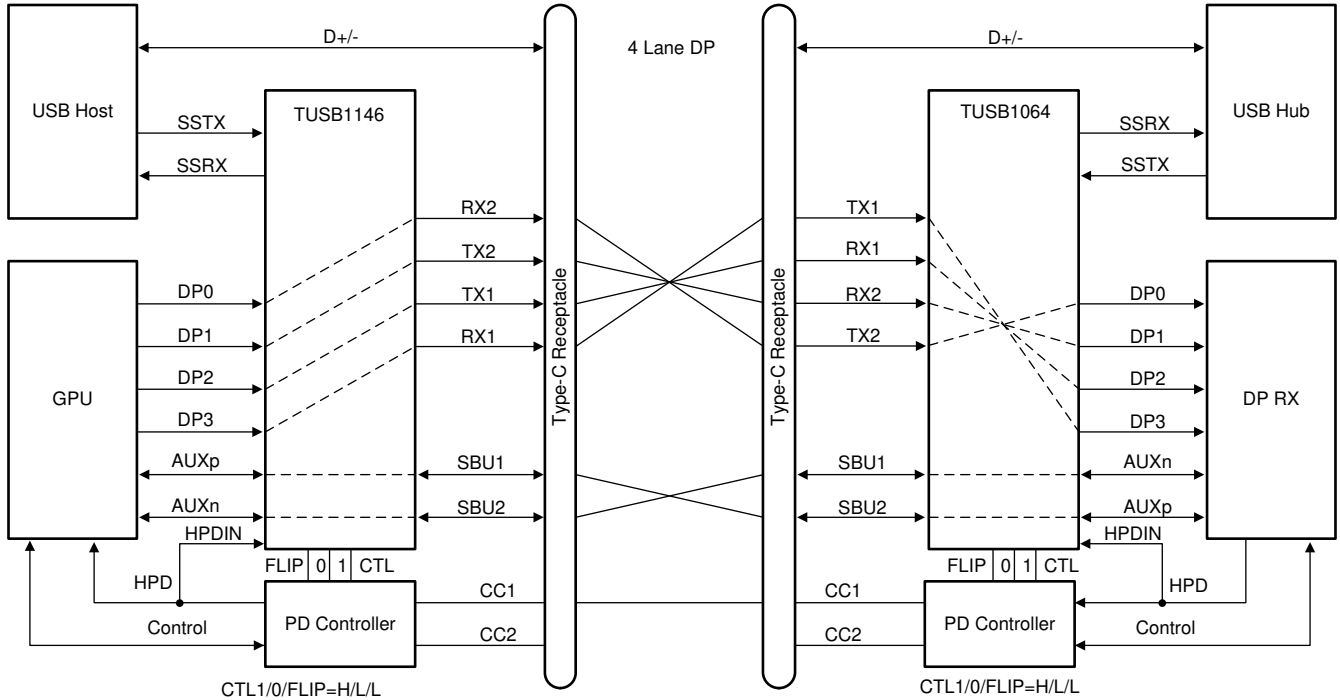 D+/-
4 Lane DP
D+/-
USB Host
TUSB1146
TUSB1064
USB Hub
SSTX
SSRX
SSRX
SSTX
RX2
TX2
TX1
RX1
TX1
RX1
RX2
TX2
Type-C Receptacle
Type-C Receptacle
GPU
DP0
DP1
DP2
DP3
AUXp
AUXn
HPDIN
SBU1
SBU2
SBU1
SBU2
DP0
DP1
DP2
DP3
AUXn
AUXp
HPDIN
DP RX
FLIP 0 1 CTL
FLIP 0 1 CTL
HPD
Control
PD Controller
CC1
CC2
CC1
CC2
PD Controller
HPD
Control
CTL1/0/FLIP=H/L/L
CTL1/0/FLIP=H/L/L